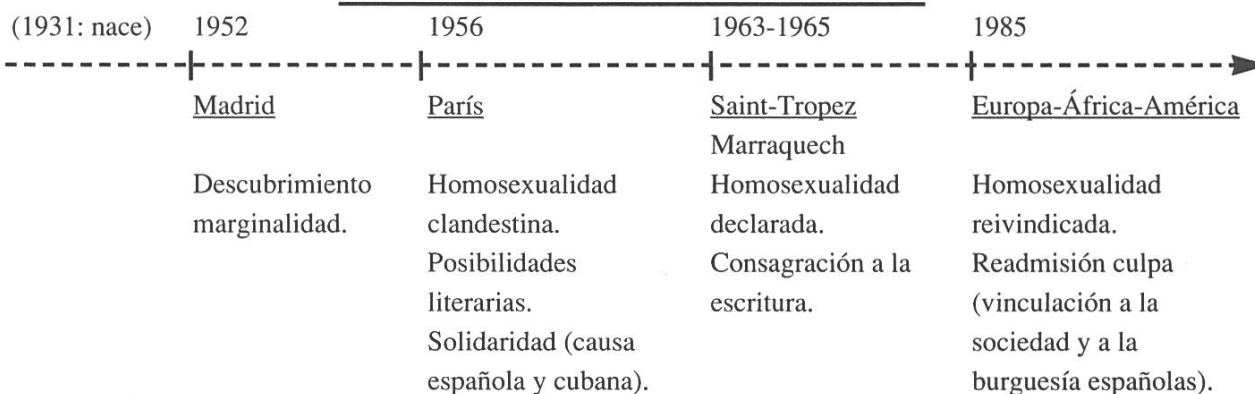 (1931: nace) 1952 1956 1963-1965 1985
Madrid París Saint-Tropez Europa-África-América
Marraquech
Descubrimiento Homosexualidad Homosexualidad Homosexualidad
marginalidad. clandestina. declarada. reivindicada.
Posibilidades Consagración a la Readmisión culpa
literarias. escritura. (vinculación a la
Solidaridad (causa sociedad y a la
española y cubana). burguesía españolas).